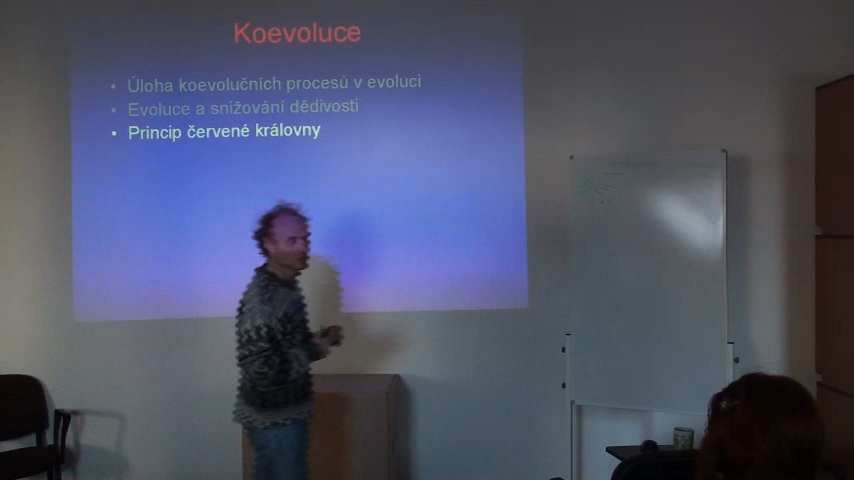 Koevoluce
• Úloha koevolučních procesů v evoluci
• Evoluce a snižování dědivosti
• Princip červené královny